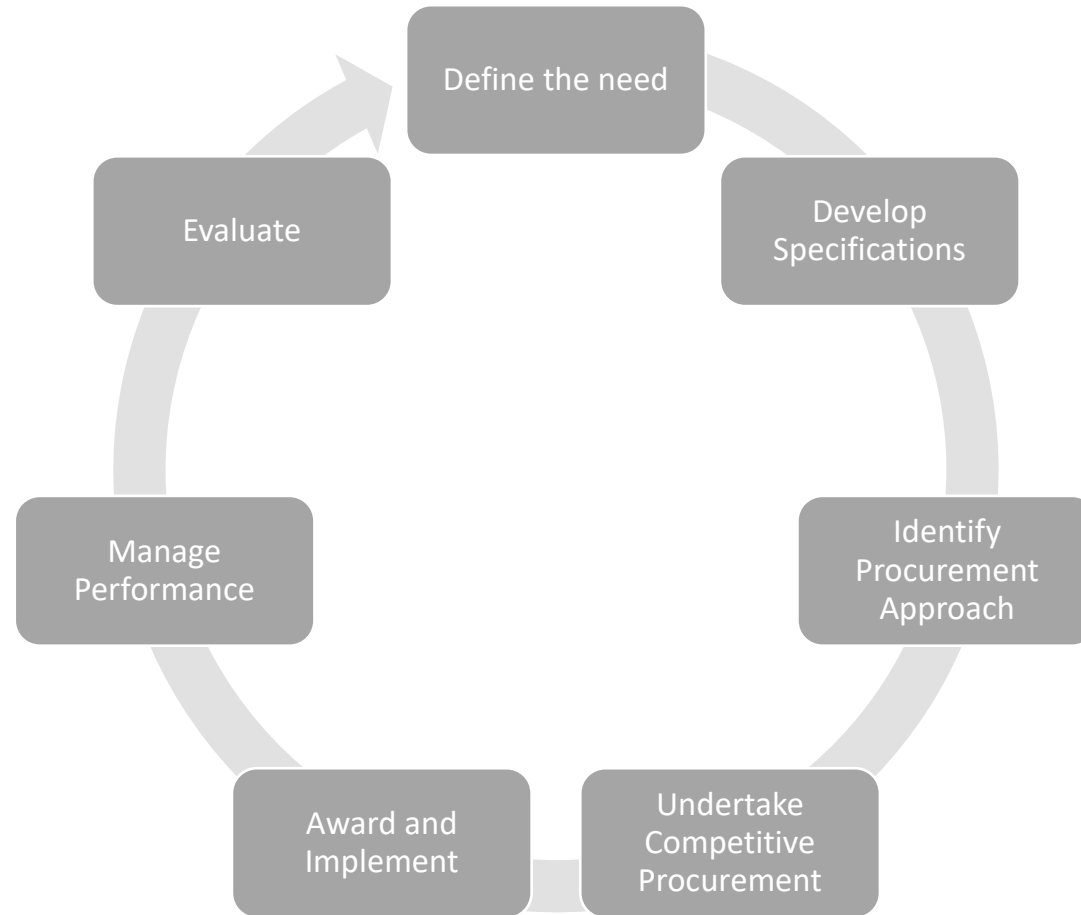 Define the need
Develop
Specifications
Identify
Procurement
Approach
Undertake
Competitive
Procurement
Award and
Implement
Manage
Performance
Evaluate